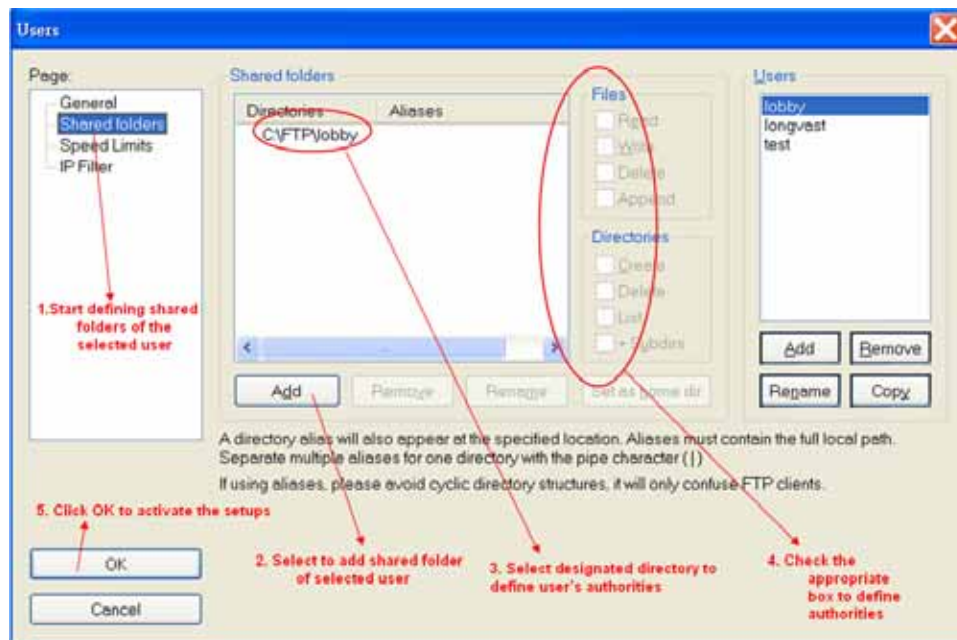 Users
Page:
General
Shared folders
Speed Limits
IP Filter
Shared folders
Directories Aliases
C:\FTP\lobby
Files
Read
Write
Delete
Append
Directories
Create
Delete
List
+ Subdirs
Add
Remove
Rename
Set as home dir
Users
lobby
longvast
test
Add
Remove
Rename
Copy
A directory alias will also appear at the specified location. Aliases must contain the full local path.
Separate multiple aliases for one directory with the pipe character ( | )
If using aliases, please avoid cyclic directory structures, it will only confuse FTP clients.
1.Start defining shared
folders of the
selected user
5. Click OK to activate the setups
2. Select to add shared folder
of selected user
3. Select designated directory to
define user's authorities
4. Check the
appropriate
box to define
authorities
OK
Cancel